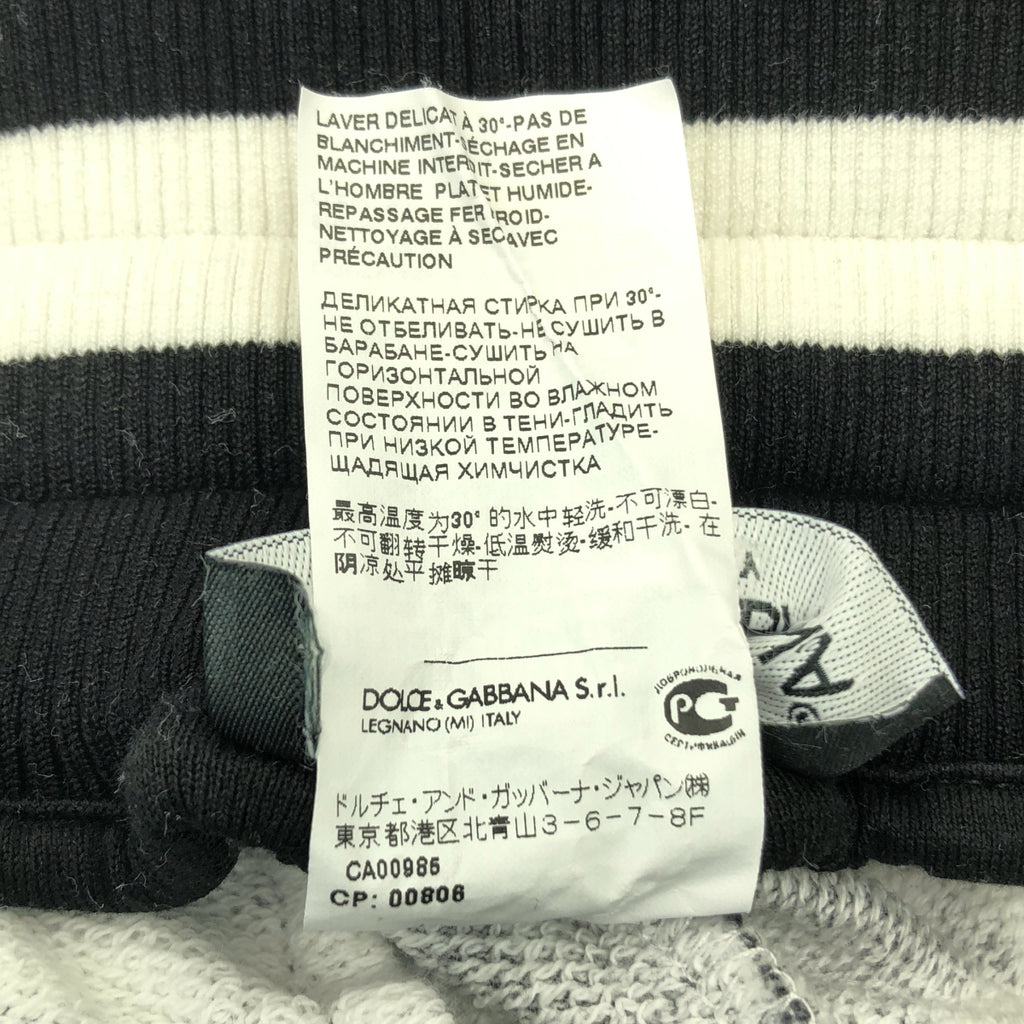 LAVER DELICAT À 30°-PAS DE
BLANCHIMENT-SÉCHAGE EN
MACHINE INTERDIT-SECHER A
L'HOMBRE PLAT ET HUMIDE-
REPASSAGE FER FROID-
NETTOYAGE À SEC AVEC
PRÉCAUTION
ДЕЛИКАТНАЯ СТИРКА ПРИ 30°-
НЕ ОТБЕЛИВАТЬ-НЕ СУШИТЬ В
БАРАБАНЕ-СУШИТЬ НА
ГОРИЗОНТАЛЬНОЙ
ПОВЕРХНОСТИ ВО ВЛАЖНОМ
СОСТОЯНИИ В ТЕНИ-ГЛАДИТЬ
ПРИ НИЗКОЙ ТЕМПЕРАТУРЕ-
ЩАДЯЩАЯ ХИМЧИСТКА
最高温度为30° 的水中轻洗-不可漂白-
不可翻转干燥-低温熨烫-缓和干洗-在
阴凉处平摊晾干
DOLCE & GABBANA S.r.l.
LEGNANO (MI) ITALY
ДОБРОВОЛЬНАЯ
РСТ
СЕРТИФИКАЦИЯ
ドルチェ・アンド・ガッバーナ・ジャパン㈱
東京都港区北青山3-6-7-8F
CA00985
CP: 00806